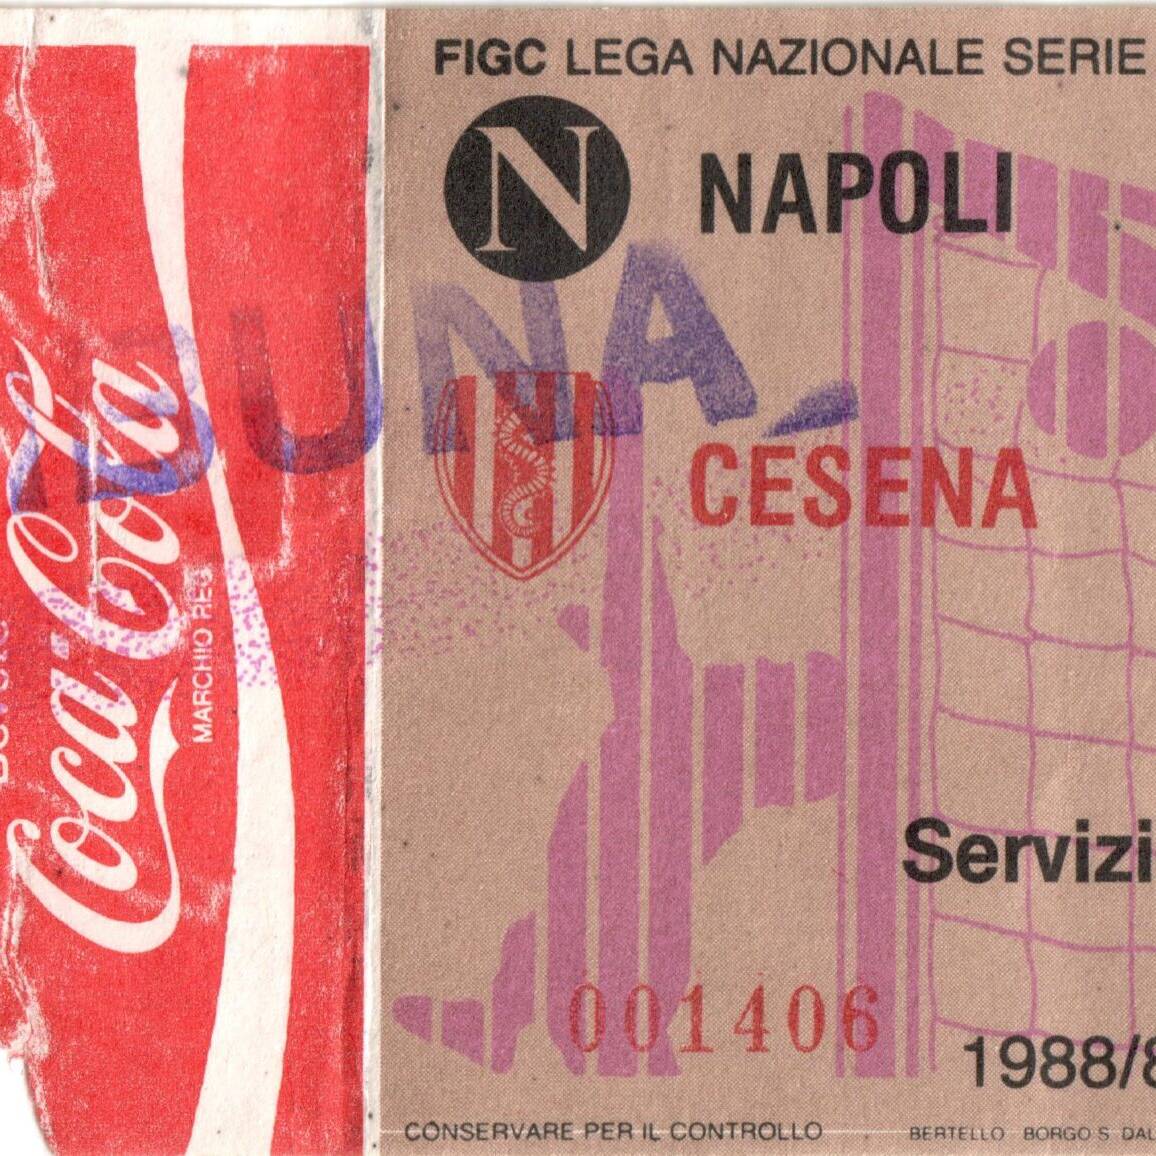 FIGC LEGA NAZIONALE SERIE
N
NAPOLI
CESENA
Coca-Cola
MARCHIO REG
Servizi
001406
1988/8
CONSERVARE PER IL CONTROLLO
BERTELLO BORGO S. DAL